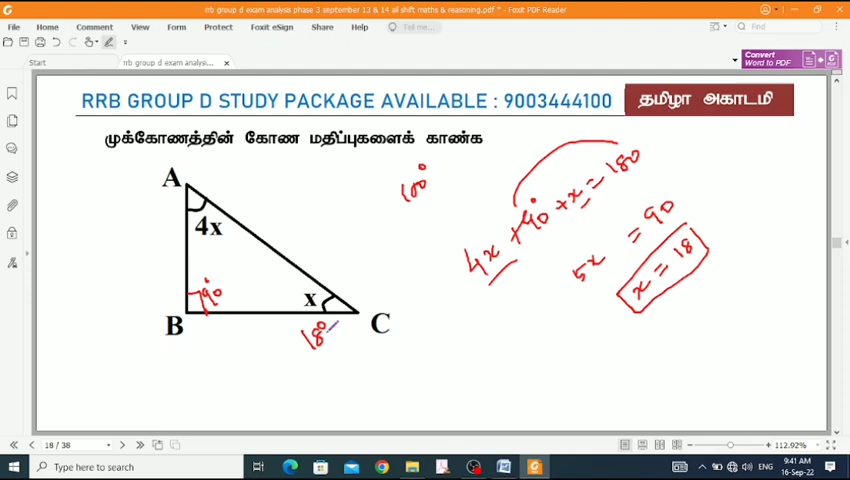 rrb group d exam analysis phase 3 september 13 & 14 all shift maths & reasoning.pdf * - Foxit PDF Reader
File Home Comment View Form Protect Foxit eSign Share Help Tell me... Find
Start rrb group d exam analysis... Convert Word to PDF
RRB GROUP D STUDY PACKAGE AVAILABLE : 9003444100 தமிழா அகாடமி
முக்கோணத்தின் கோண மதிப்புகளைக் காண்க
A
4x
90°
x
B
C
18°
4x + 90° + x = 180
5x = 90
x = 18
18 / 38 112.92%
Type here to search
ENG
9:41 AM
16-Sep-22